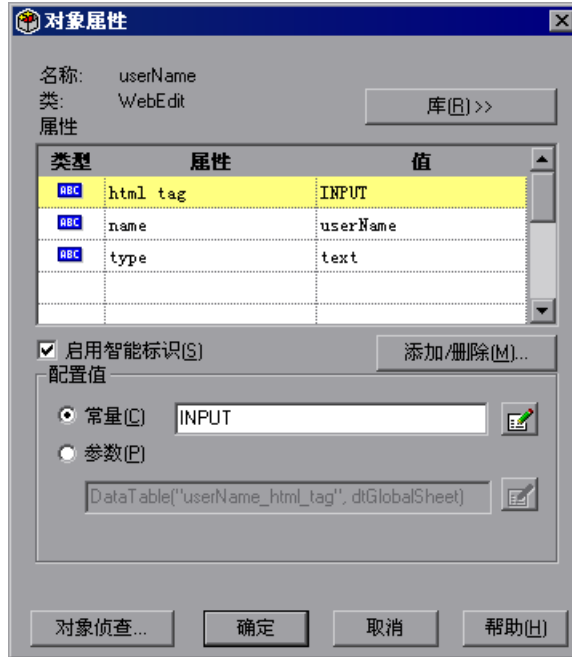 对象属性
名称: userName
类: WebEdit
库(R) >>
属性
类型 属性 值
ABC html tag INPUT
ABC name userName
ABC type text
启用智能标识(S)
添加/删除(M)...
配置值
常量(C) INPUT
参数(P)
DataTable("userName_html_tag", dtGlobalSheet)
对象侦查... 确定 取消 帮助(H)